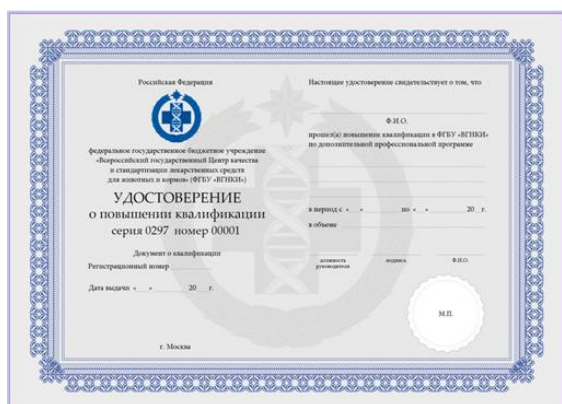 Российская Федерация
федеральное государственное бюджетное учреждение
«Всероссийский государственный Центр качества
и стандартизации лекарственных средств
для животных и кормов» (ФГБУ «ВГНКИ»)
УДОСТОВЕРЕНИЕ
о повышении квалификации
серия 0297 номер 00001
Документ о квалификации
Регистрационный номер
Дата выдачи « » 20 г.
г. Москва
Настоящее удостоверение свидетельствует о том, что
Ф.И.О.
прошел(а) повышение квалификации в ФГБУ «ВГНКИ»
по дополнительной профессиональной программе
в период с « » по « » 20 г.
в объеме
должность подпись Ф.И.О.
руководителя
М.П.